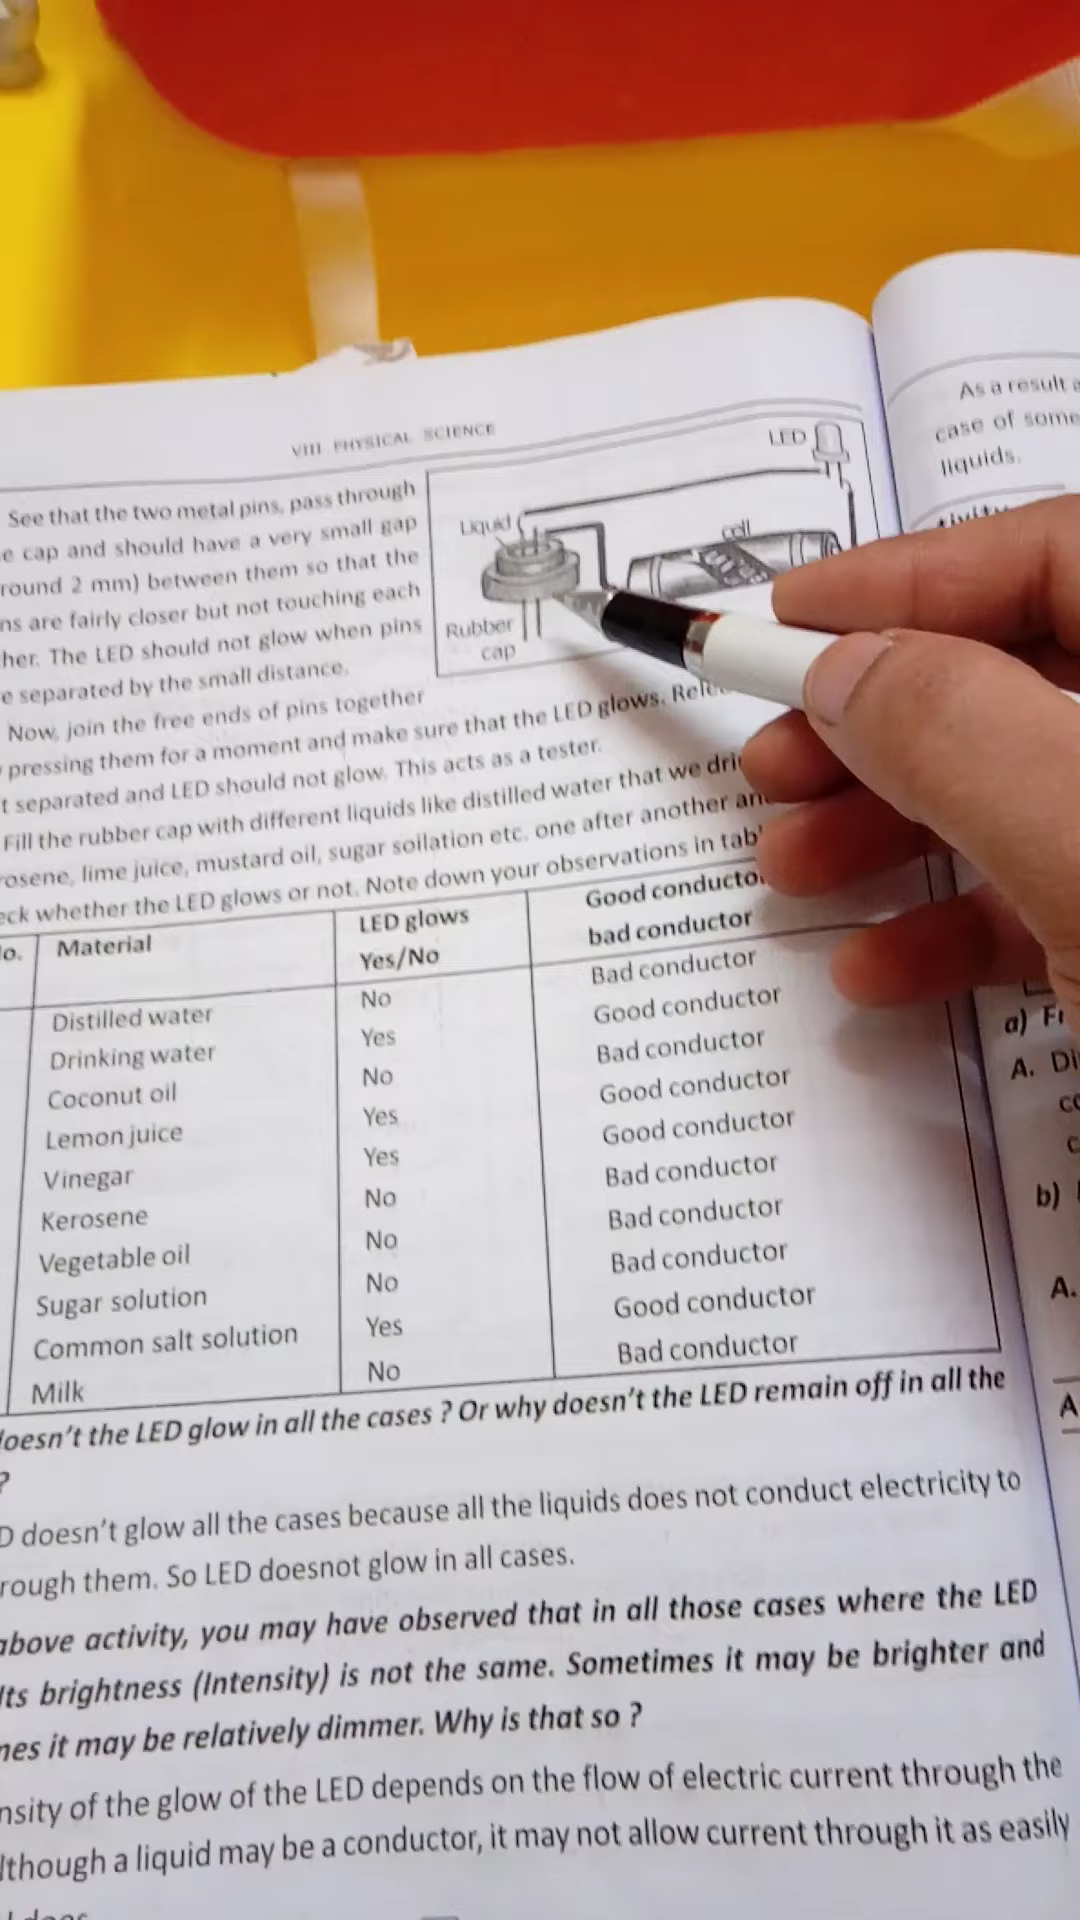 VIII PHYSICAL SCIENCE
See that the two metal pins, pass through
cap and should have a very small gap
round 2 mm) between them so that the
ns are fairly closer but not touching each
her. The LED should not glow when pins
e separated by the small distance.
LED
Liquid
cell
Rubber
cap
Now, join the free ends of pins together
pressing them for a moment and make sure that the LED glows. Rele
t separated and LED should not glow. This acts as a tester.
Fill the rubber cap with different liquids like distilled water that we dri
rosene, lime juice, mustard oil, sugar soilation etc. one after another an
eck whether the LED glows or not. Note down your observations in tab
o. Material LED glows Yes/No Good conductor bad conductor
Distilled water No Bad conductor
Drinking water Yes Good conductor
Coconut oil No Bad conductor
Lemon juice Yes Good conductor
Vinegar Yes Good conductor
Kerosene No Bad conductor
Vegetable oil No Bad conductor
Sugar solution No Bad conductor
Common salt solution Yes Good conductor
Milk No Bad conductor
doesn't the LED glow in all the cases ? Or why doesn't the LED remain off in all the
?
D doesn't glow all the cases because all the liquids does not conduct electricity to
rough them. So LED doesnot glow in all cases.
above activity, you may have observed that in all those cases where the LED
Its brightness (Intensity) is not the same. Sometimes it may be brighter and
mes it may be relatively dimmer. Why is that so ?
nsity of the glow of the LED depends on the flow of electric current through the
lthough a liquid may be a conductor, it may not allow current through it as easily
As a result a
case of some
liquids.
a) Fr
A. Di
co
c
b)
A.
A